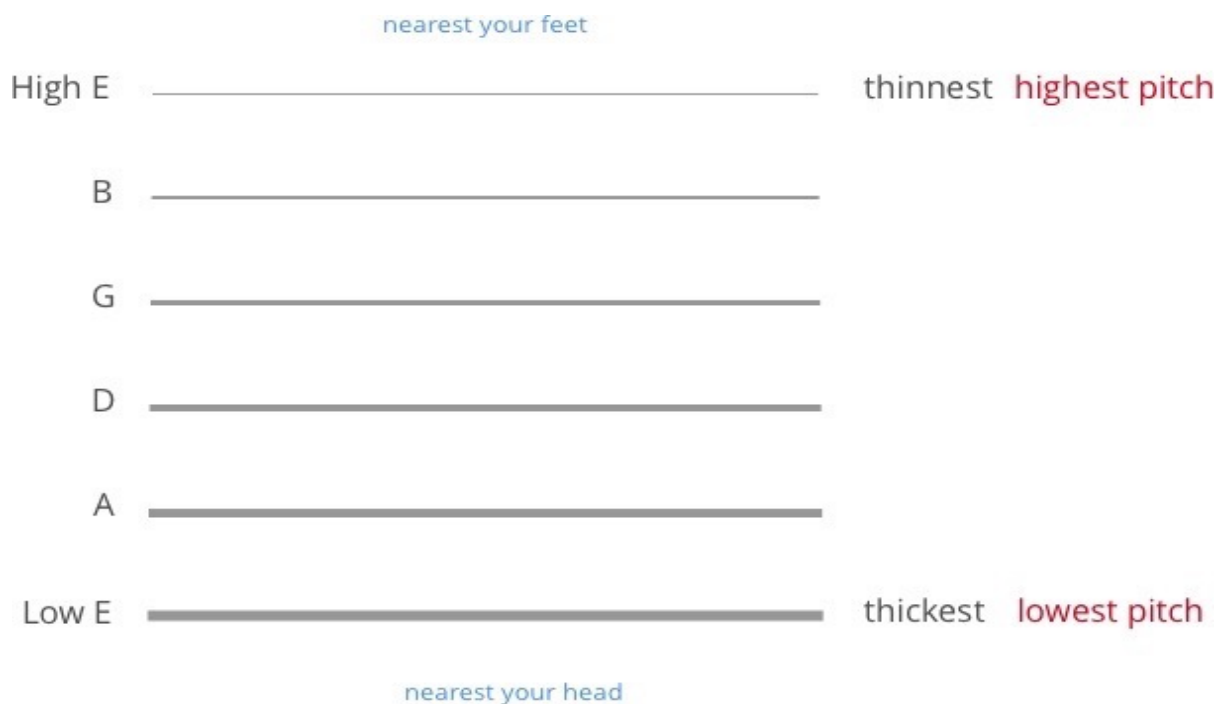 nearest your feet
High E thinnest highest pitch
B
G
D
A
Low E thickest lowest pitch
nearest your head